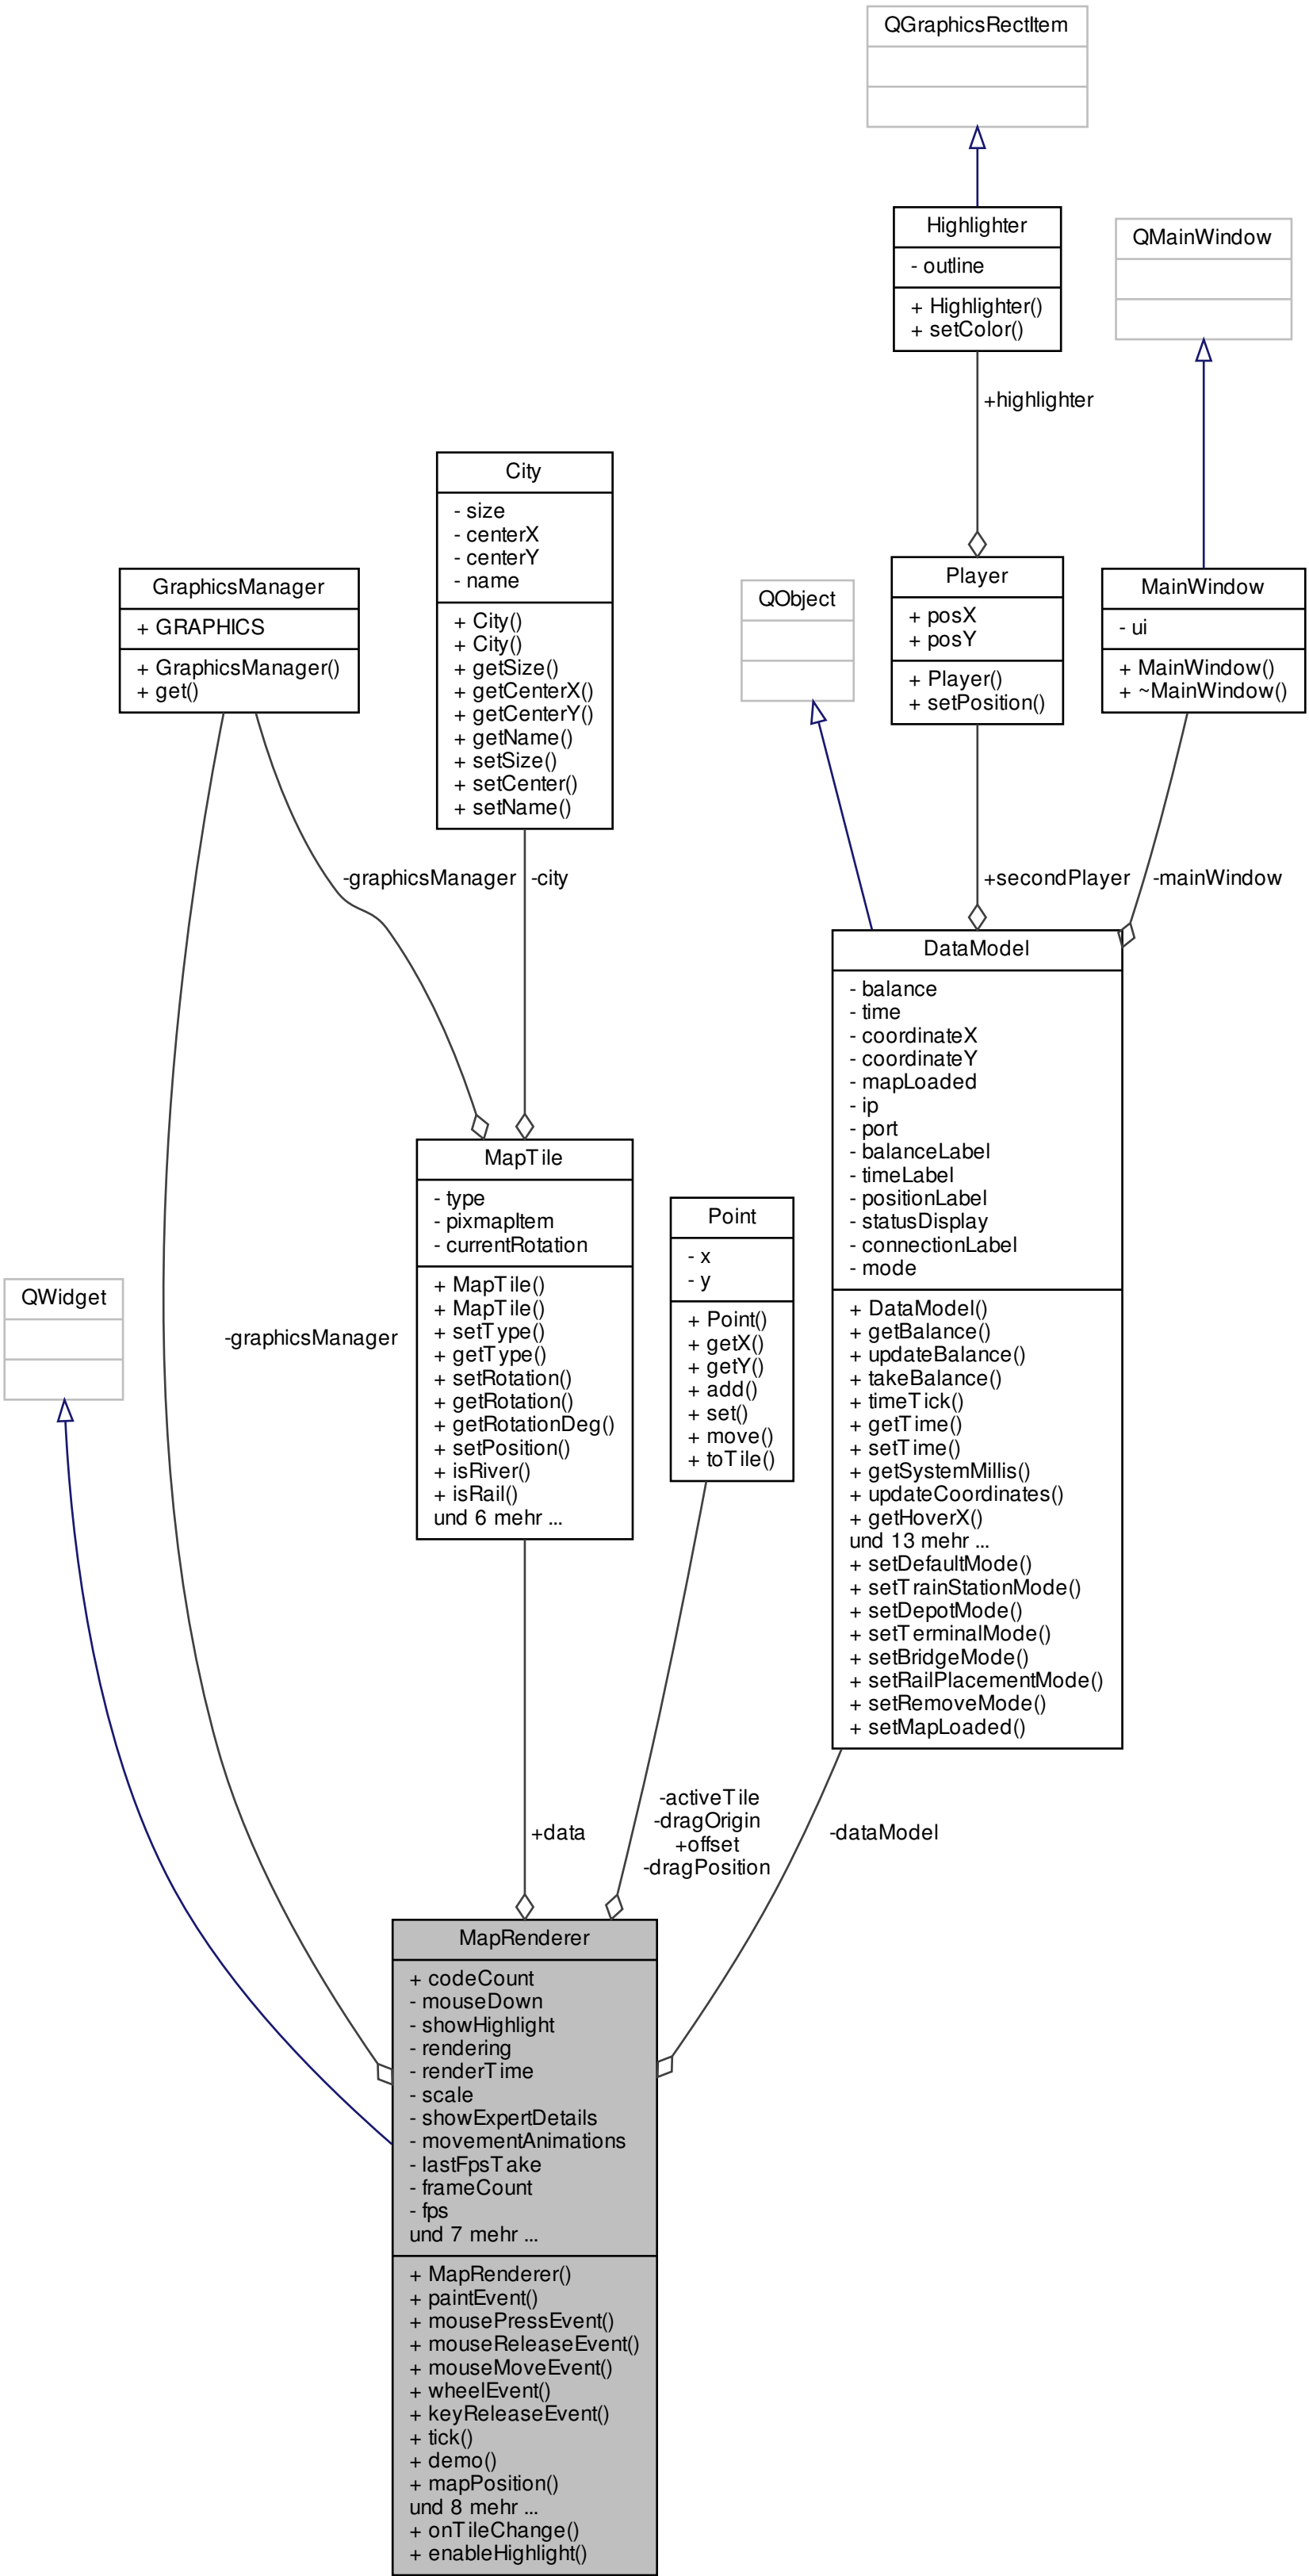 QGraphicsRectItem
Highlighter
- outline
+ Highlighter()
+ setColor()
QMainWindow
+highlighter
City
- size
- centerX
- centerY
- name
+ City()
+ City()
+ getSize()
+ getCenterX()
+ getCenterY()
+ getName()
+ setSize()
+ setCenter()
+ setName()
GraphicsManager
+ GRAPHICS
+ GraphicsManager()
+ get()
QObject
Player
+ posX
+ posY
+ Player()
+ setPosition()
MainWindow
- ui
+ MainWindow()
+ ~MainWindow()
-graphicsManager
-city
+secondPlayer
-mainWindow
DataModel
- balance
- time
- coordinateX
- coordinateY
- mapLoaded
- ip
- port
- balanceLabel
- timeLabel
- positionLabel
- statusDisplay
- connectionLabel
- mode
+ DataModel()
+ getBalance()
+ updateBalance()
+ takeBalance()
+ timeTick()
+ getTime()
+ setTime()
+ getSystemMillis()
+ updateCoordinates()
+ getHoverX()
und 13 mehr ...
+ setDefaultMode()
+ setTrainStationMode()
+ setDepotMode()
+ setTerminalMode()
+ setBridgeMode()
+ setRailPlacementMode()
+ setRemoveMode()
+ setMapLoaded()
MapTile
- type
- pixmapItem
- currentRotation
+ MapTile()
+ MapTile()
+ setType()
+ getType()
+ setRotation()
+ getRotation()
+ getRotationDeg()
+ setPosition()
+ isRiver()
+ isRail()
und 6 mehr ...
Point
- x
- y
+ Point()
+ getX()
+ getY()
+ add()
+ set()
+ move()
+ toTile()
QWidget
-graphicsManager
+data
-activeTile
-dragOrigin
+offset
-dragPosition
-dataModel
MapRenderer
+ codeCount
- mouseDown
- showHighlight
- rendering
- renderTime
- scale
- showExpertDetails
- movementAnimations
- lastFpsTake
- frameCount
- fps
und 7 mehr ...
+ MapRenderer()
+ paintEvent()
+ mousePressEvent()
+ mouseReleaseEvent()
+ mouseMoveEvent()
+ wheelEvent()
+ keyReleaseEvent()
+ tick()
+ demo()
+ mapPosition()
und 8 mehr ...
+ onTileChange()
+ enableHighlight()